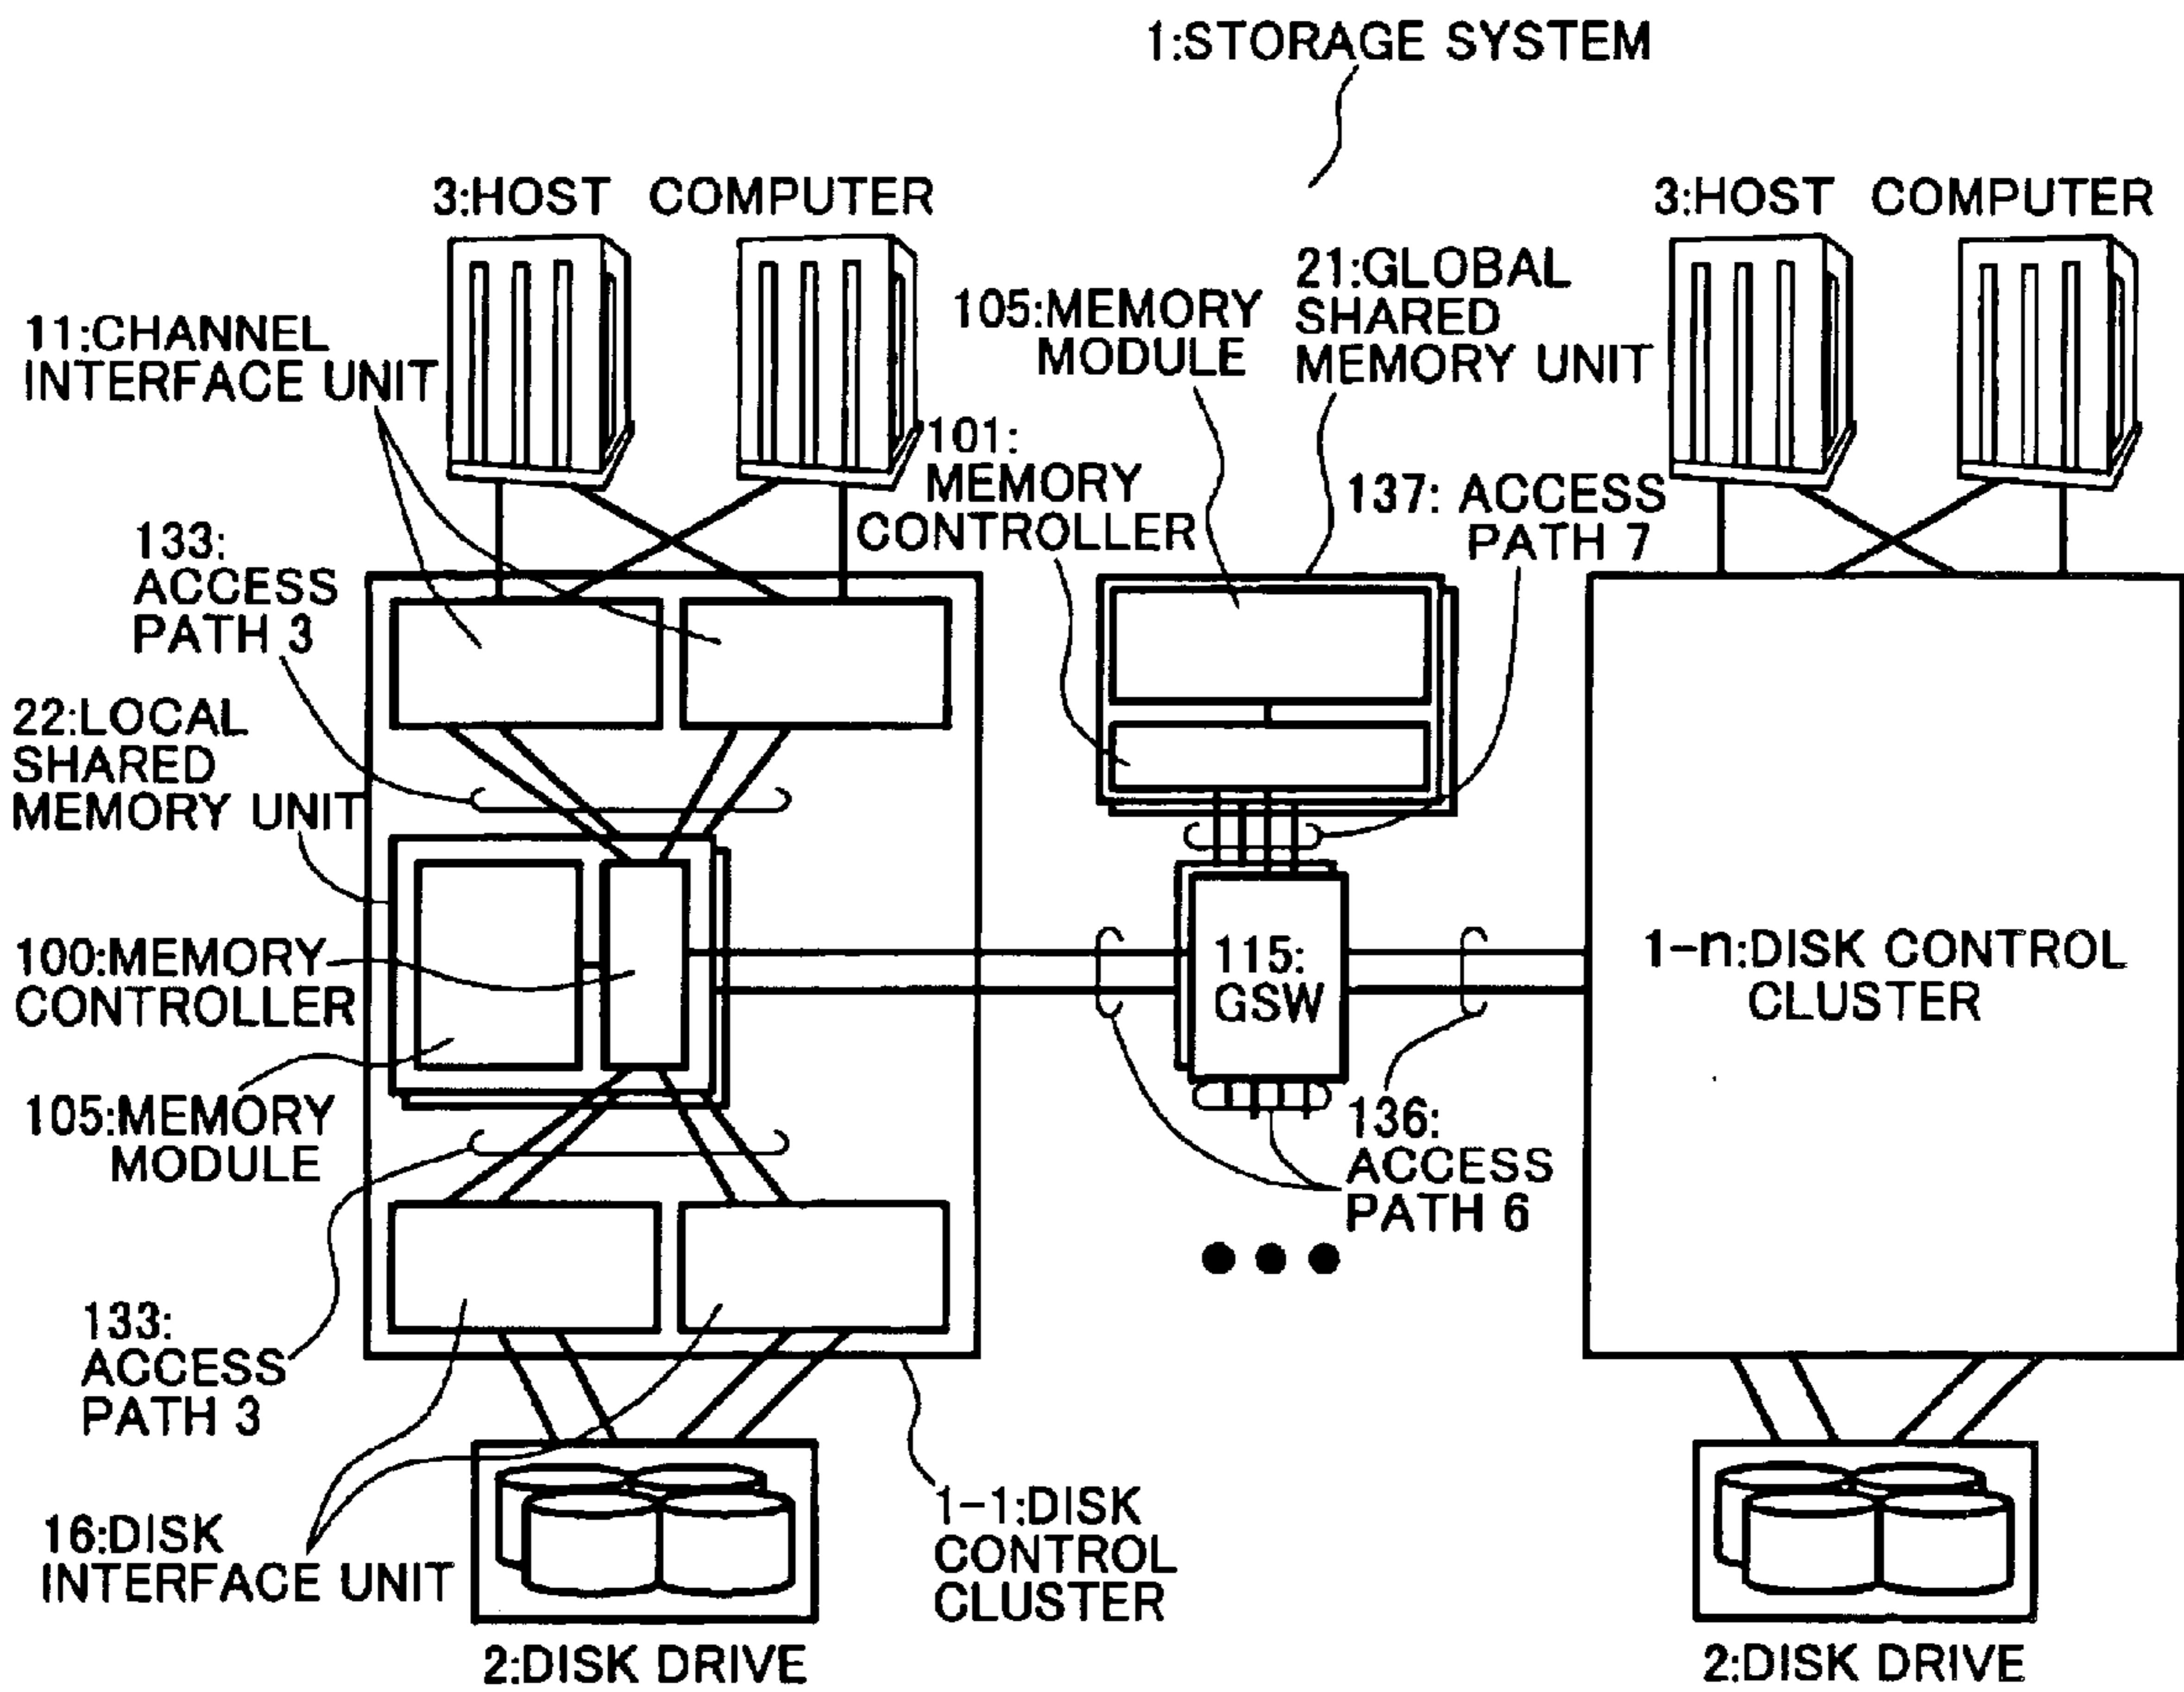 1:STORAGE SYSTEM
3:HOST COMPUTER
3:HOST COMPUTER
11:CHANNEL
INTERFACE UNIT
105:MEMORY
MODULE
21:GLOBAL
SHARED
MEMORY UNIT
101:
MEMORY
CONTROLLER
137: ACCESS
PATH 7
133:
ACCESS
PATH 3
22:LOCAL
SHARED
MEMORY UNIT
100:MEMORY
CONTROLLER
115:
GSW
1-n:DISK CONTROL
CLUSTER
105:MEMORY
MODULE
136:
ACCESS
PATH 6
133:
ACCESS
PATH 3
16:DISK
INTERFACE UNIT
1-1:DISK
CONTROL
CLUSTER
2:DISK DRIVE
2:DISK DRIVE